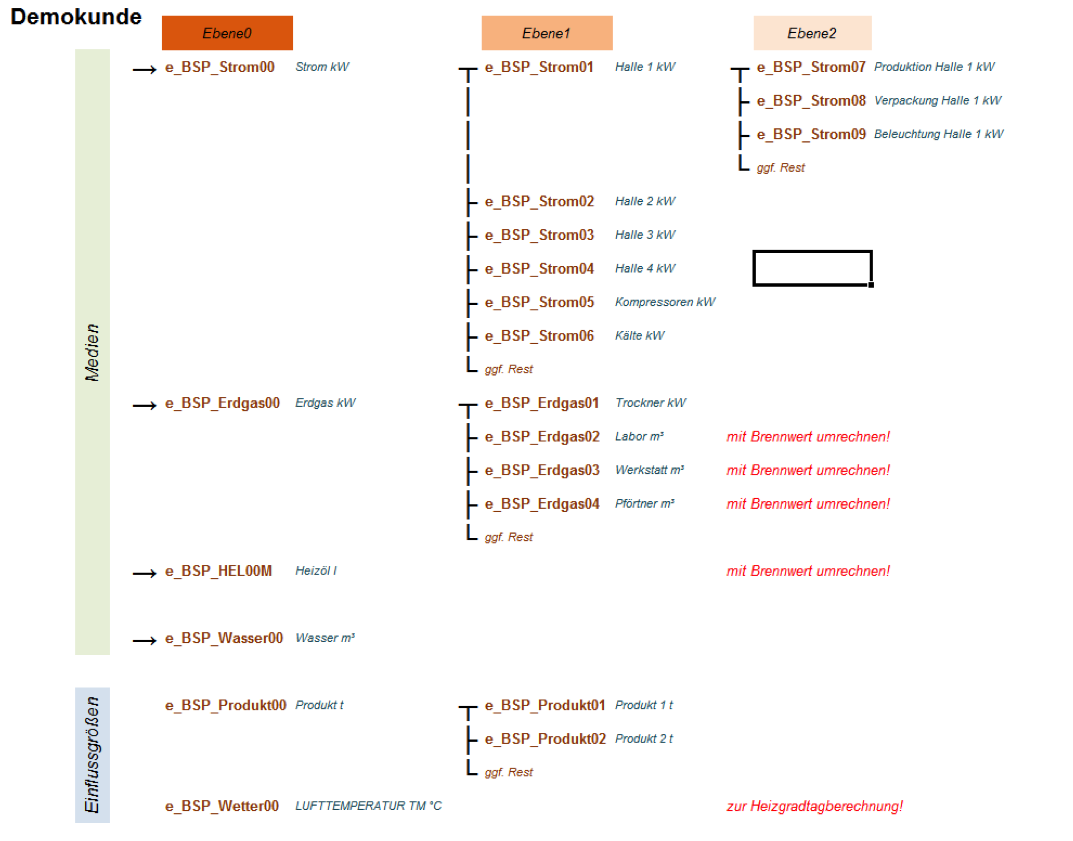 Demokunde
Ebene0 Ebene1 Ebene2
e_BSP_Strom00 Strom kW e_BSP_Strom01 Halle 1 kW e_BSP_Strom07 Produktion Halle 1 kW
e_BSP_Strom08 Verpackung Halle 1 kW
e_BSP_Strom09 Beleuchtung Halle 1 kW
ggf. Rest
e_BSP_Strom02 Halle 2 kW
e_BSP_Strom03 Halle 3 kW
e_BSP_Strom04 Halle 4 kW
e_BSP_Strom05 Kompressoren kW
e_BSP_Strom06 Kälte kW
ggf. Rest
Medien
e_BSP_Erdgas00 Erdgas kW e_BSP_Erdgas01 Trockner kW
e_BSP_Erdgas02 Labor m³ mit Brennwert umrechnen!
e_BSP_Erdgas03 Werkstatt m³ mit Brennwert umrechnen!
e_BSP_Erdgas04 Pförtner m³ mit Brennwert umrechnen!
ggf. Rest
e_BSP_HEL00M Heizöl l mit Brennwert umrechnen!
e_BSP_Wasser00 Wasser m³
e_BSP_Produkt00 Produkt t e_BSP_Produkt01 Produkt 1 t
e_BSP_Produkt02 Produkt 2 t
Einflussgrößen
ggf. Rest
e_BSP_Wetter00 LUFTTEMPERATUR TM °C zur Heizgradtagberechnung!